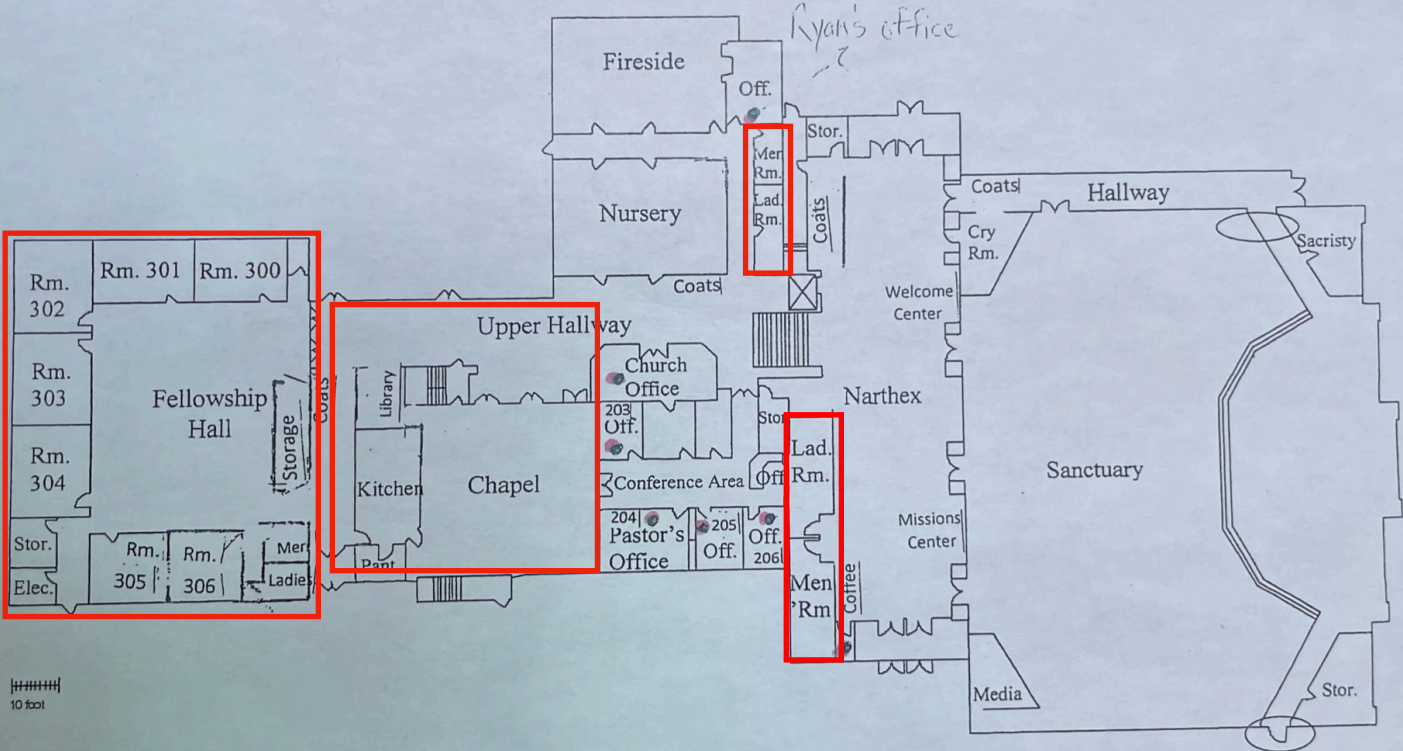 Ryan's office
?
Fireside
Off.
Stor.
Men
Rm.
Lad.
Rm.
Coats
Nursery
Coats
Coats
Hallway
Cry
Rm.
Sacristy
Rm. 301
Rm. 300
Rm.
302
Rm.
303
Rm.
304
Fellowship
Hall
Storage
Coats
Stor.
Elec.
Rm.
305
Rm.
306
Men
Ladies
Upper Hallway
Library
Kitchen
Chapel
Pant
Church
Office
203
Off.
Stor
Conference Area
Off
204
Pastor's
Office
205
Off.
Off.
206
Lad.
Rm.
Men
'Rm
Coffee
Welcome
Center
Narthex
Missions
Center
Sanctuary
Media
Stor.
10 foot